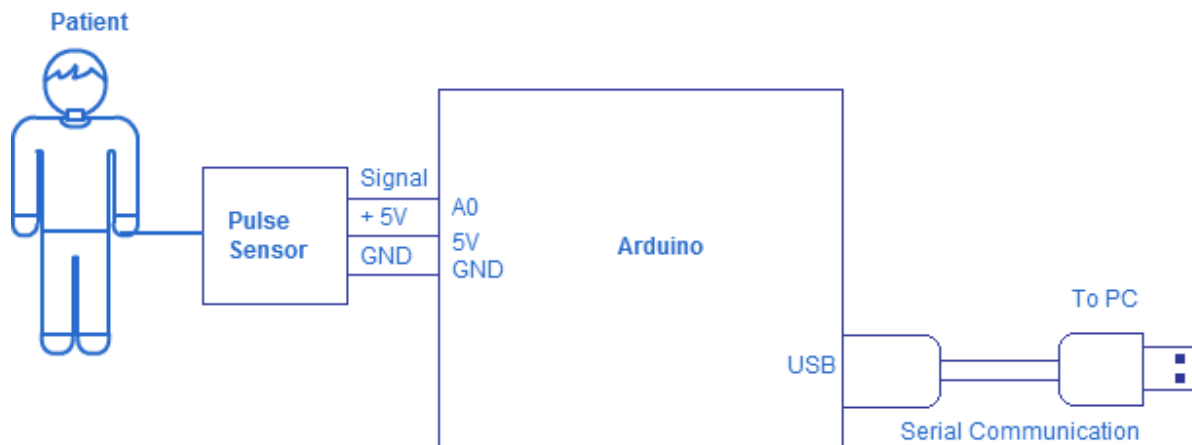 Patient
Signal
A0
+ 5V
Pulse
Sensor
5V
GND
GND
Arduino
To PC
USB
Serial Communication